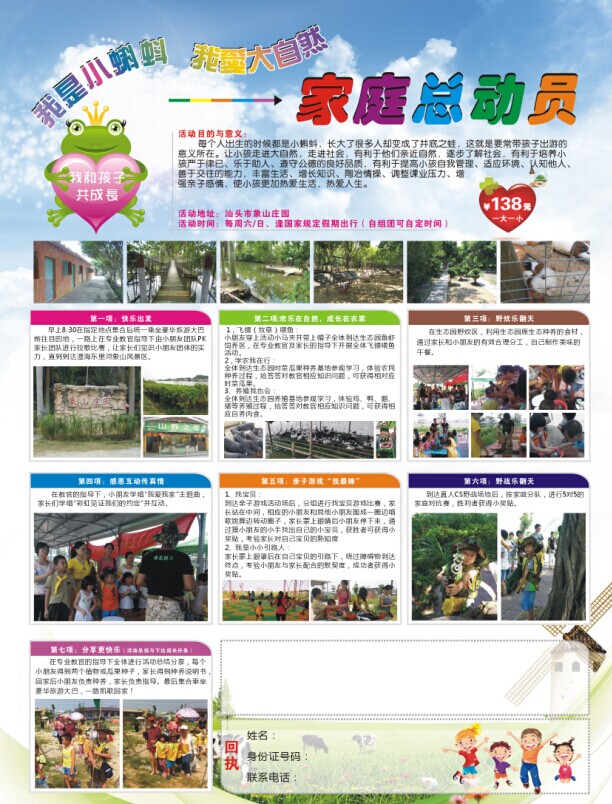 我是小蝌蚪 我爱大自然
家庭总动员
我和孩子
共成長
活动目的与意义:
每个人出生的时候都是小蝌蚪，长大了很多人却变成了井底之蛙，这就是要常带孩子出游的
意义所在。让小孩走进大自然，走进社会，有利于他们亲近自然，逐步了解社会，有利于培养小
孩严于律已、乐于助人、遵守公德的良好品质，有利于提高小孩自我管理、适应环境、认知他人、
善于交往的能力，丰富生活、增长知识、陶冶情操、调整课业压力、增
强亲子感情，使小孩更加热爱生活，热爱人生。
¥138元
一大一小
活动地址：汕头市象山庄园
活动时间：每周六/日、逢国家规定假期出行（自组团可自定时间）
第一项：快乐出发
早上8 30在指定地点集合后统一乘坐豪华旅游大巴
前往目的地，一路上在专业教官指导下由小朋友团队PK
家长团队进行拉歌比赛，让家长们见识小朋友团体的实
力，直到到达澄海东里河象山风景区。
第二项:欢乐在自然，成长在农家
1，飞镖（牧草）喂鱼：
小朋友穿上活动小马夹并带上帽子全体到达生态园鱼虾
饲养区，在专业教官及家长的指导下开展全体飞镖喂鱼
活动。
2，学农我在行：
全体到达生态园时菜瓜果种养基地参观学习，体验农民
种养过程，抢答答对教官相应知识问题，可获得相对应
时菜瓜果。
3、养殖我也会：
全体到达生态园养殖基地参观学习，体验鸡、鸭、鹅、
猪等养殖过程，抢答答对教官相应知识问题，可获得相
应自养肉食。
第三项：野炊乐翻天
在生态园野炊区，利用生态园原生态种养的食材，
通过家长和小朋友的有效合理分工，自己制作美味的
午餐。
第四项：感恩互动传真情
在教官的指导下，小朋友学唱“我爱我家”主题曲，
家长们学唱“彩虹见证我们的约定”并互动。
第五项：亲子游戏“我最棒”
1、找宝贝：
到达亲子游戏活动场后，分组进行找宝贝游戏比赛，家
长站在中间，相应的小朋友和其他小朋友围成一圈边唱
歌跳舞边转动圈子，家长蒙上眼睛后小朋友停下来，通
过摸小朋友的小手找出自己的小宝贝，获胜者可获得小
奖贴，考验家长对自己宝贝的熟知度
2、我是小小引路人：
家长蒙上眼罩后在自己宝贝的引路下，绕过障碍物到达
终点，考验小朋友与家长配合的默契度，成功者获得小
奖贴。
第六项：野战乐翻天
到达真人CS野战场地后，按家庭分队，进行5对5的
家庭对抗赛，胜利者获得小奖贴。
第七项：分享更快乐（活动总结与下达成长任务）
在专业教官的指导下全体进行活动总结分享，每个
小朋友得到两个植物或瓜果种子，家长得到种养说明书，
回家后小朋友负责种养，家长负责指导。最后集合乘坐
豪华旅游大巴，一路凯歌回家！
回执
姓名：
身份证号码：
联系电话：